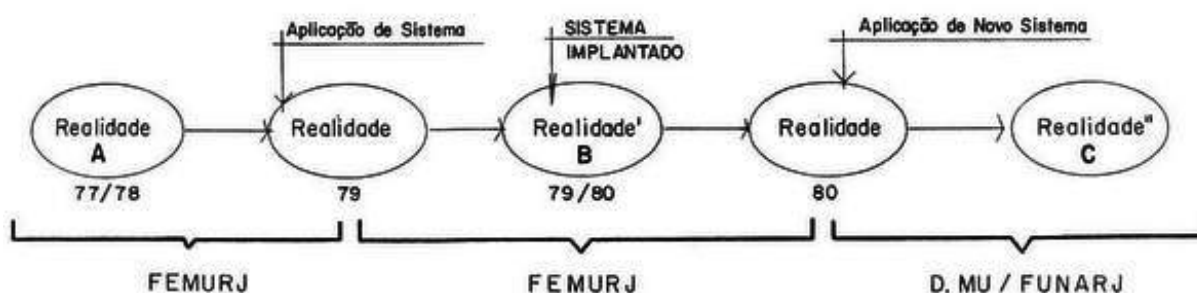 Aplicação de Sistema
SISTEMA
IMPLANTADO
Aplicação de Novo Sistema
Realidade
A
Realidade
Realidade'
B
Realidade
Realidade"
C
77/78
79
79/80
80
FEMURJ
FEMURJ
D. MU / FUNARJ